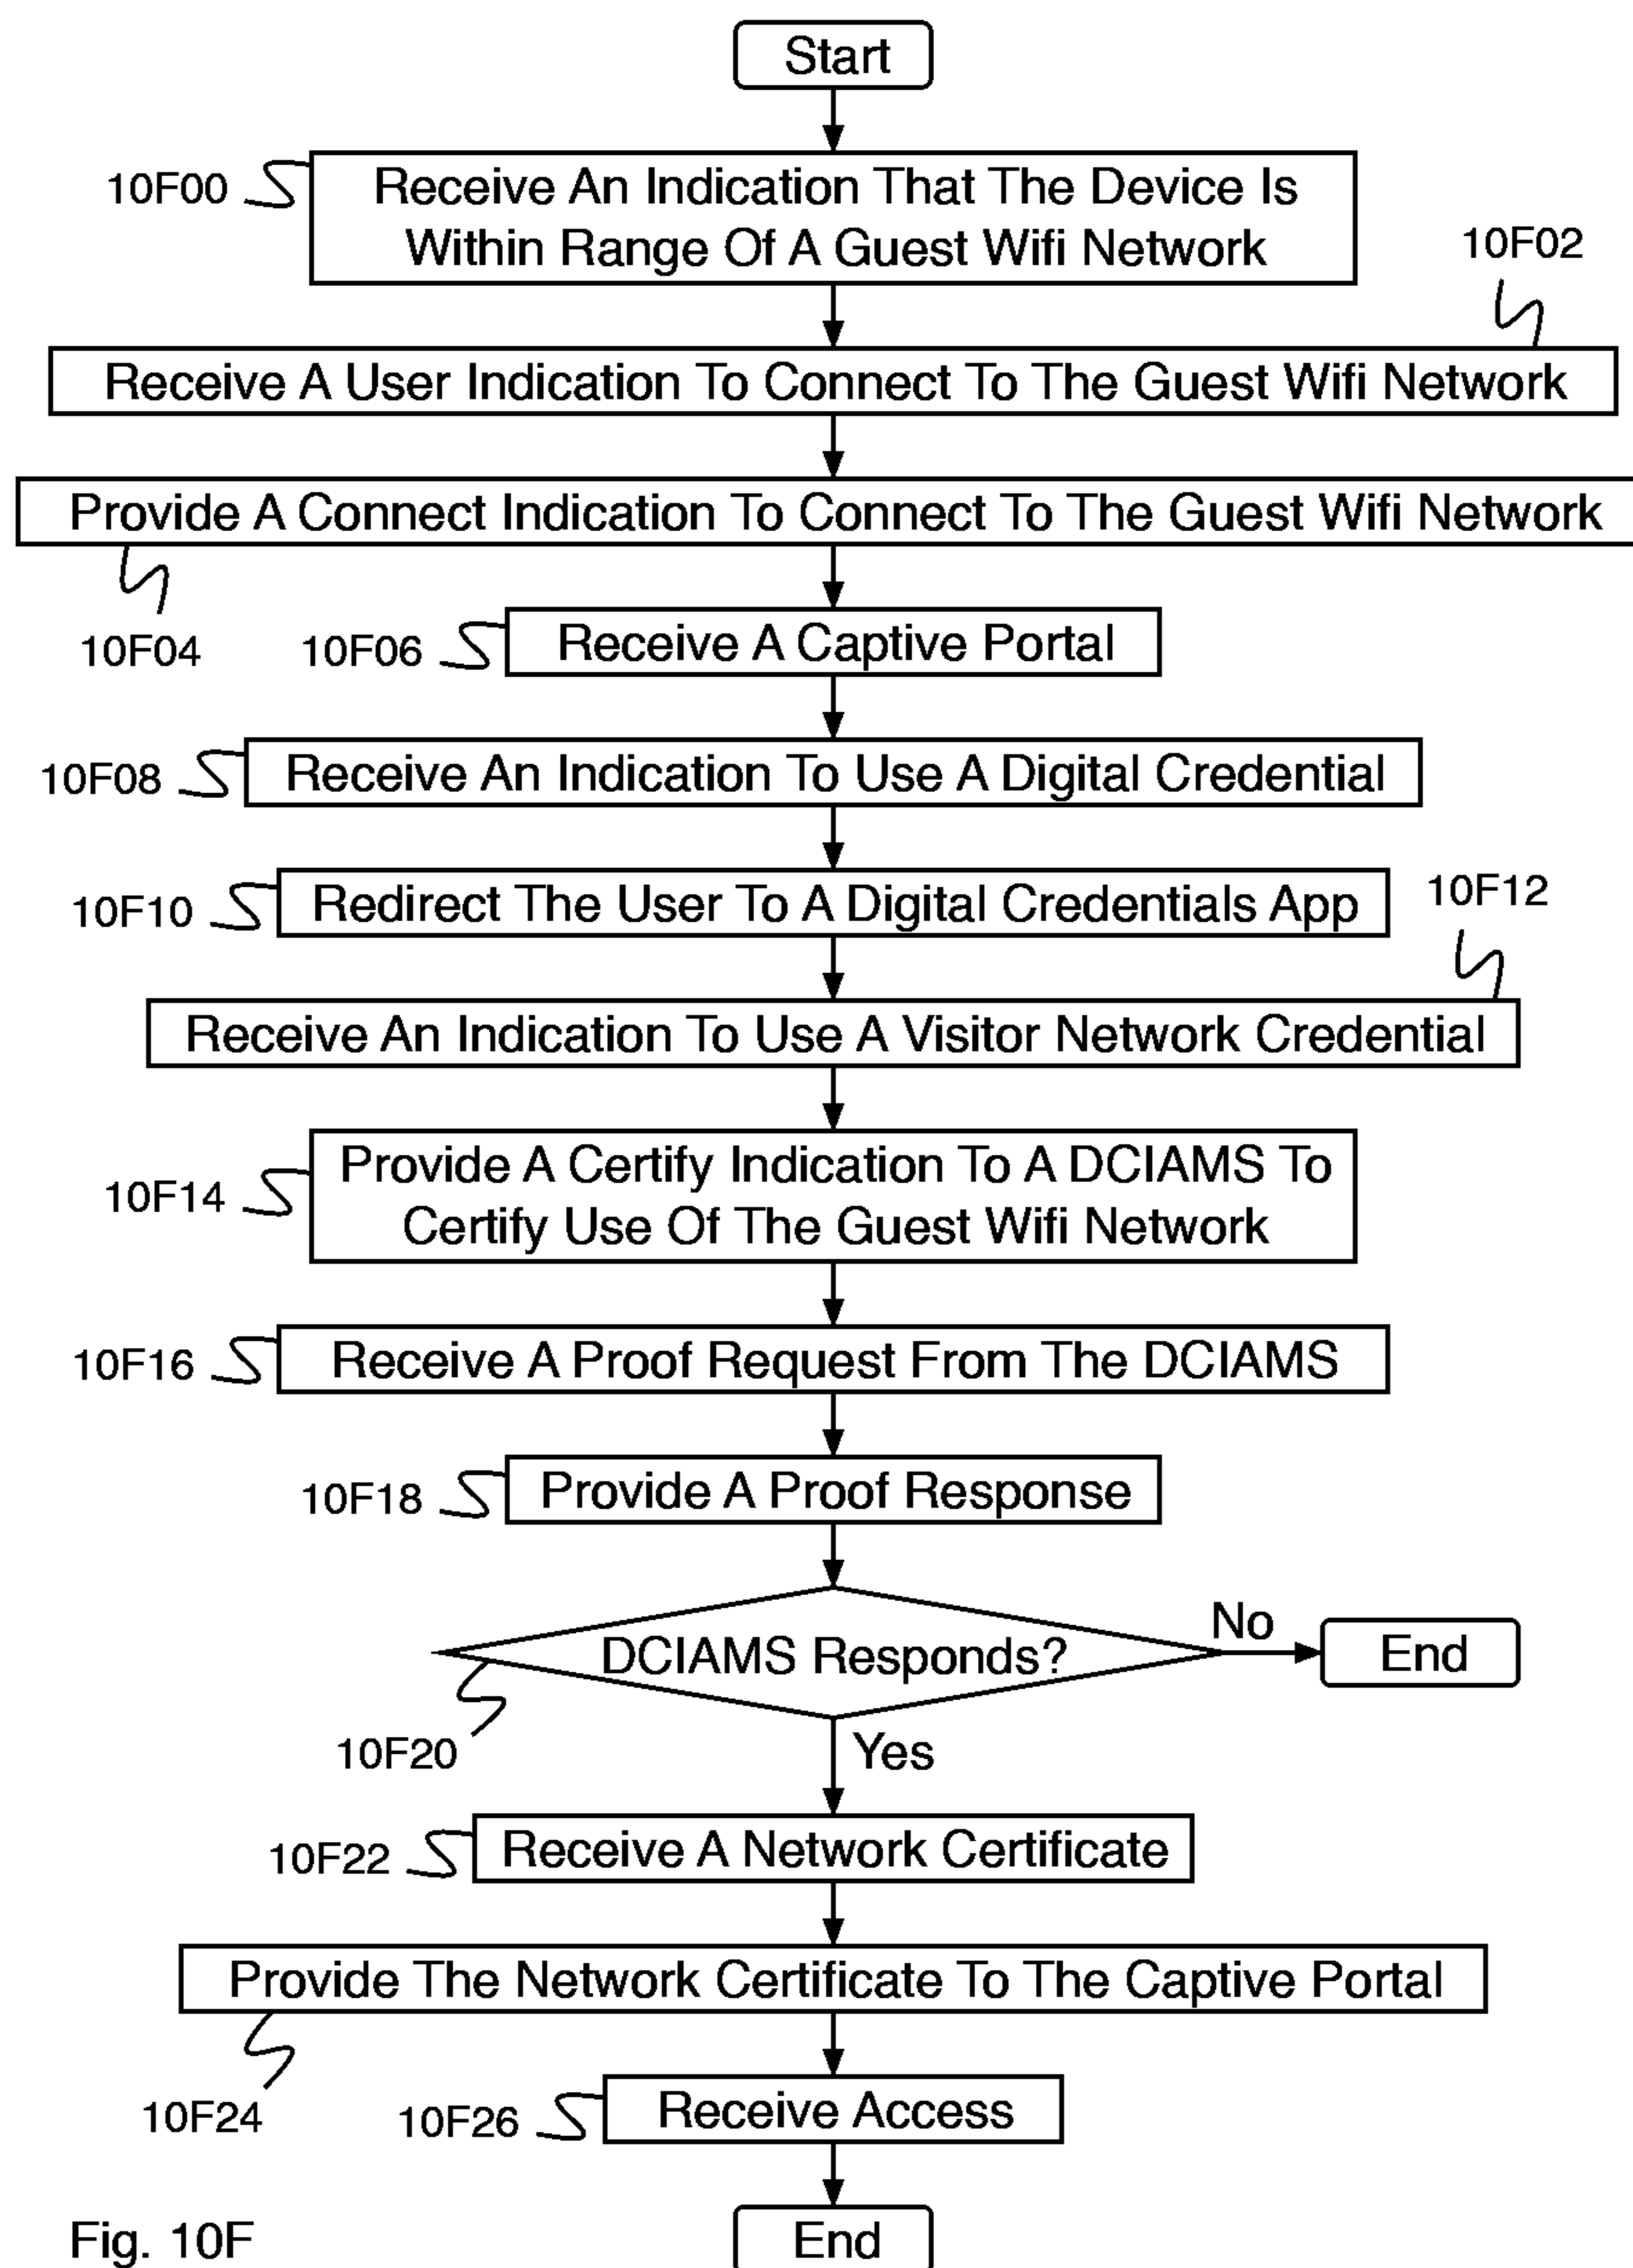 Start
10F00
Receive An Indication That The Device Is
Within Range Of A Guest Wifi Network
10F02
Receive A User Indication To Connect To The Guest Wifi Network
Provide A Connect Indication To Connect To The Guest Wifi Network
10F04
10F06
Receive A Captive Portal
10F08
Receive An Indication To Use A Digital Credential
10F10
Redirect The User To A Digital Credentials App
10F12
Receive An Indication To Use A Visitor Network Credential
10F14
Provide A Certify Indication To A DCIAMS To
Certify Use Of The Guest Wifi Network
10F16
Receive A Proof Request From The DCIAMS
10F18
Provide A Proof Response
DCIAMS Responds?
No
End
10F20
Yes
10F22
Receive A Network Certificate
Provide The Network Certificate To The Captive Portal
10F24
10F26
Receive Access
Fig. 10F
End